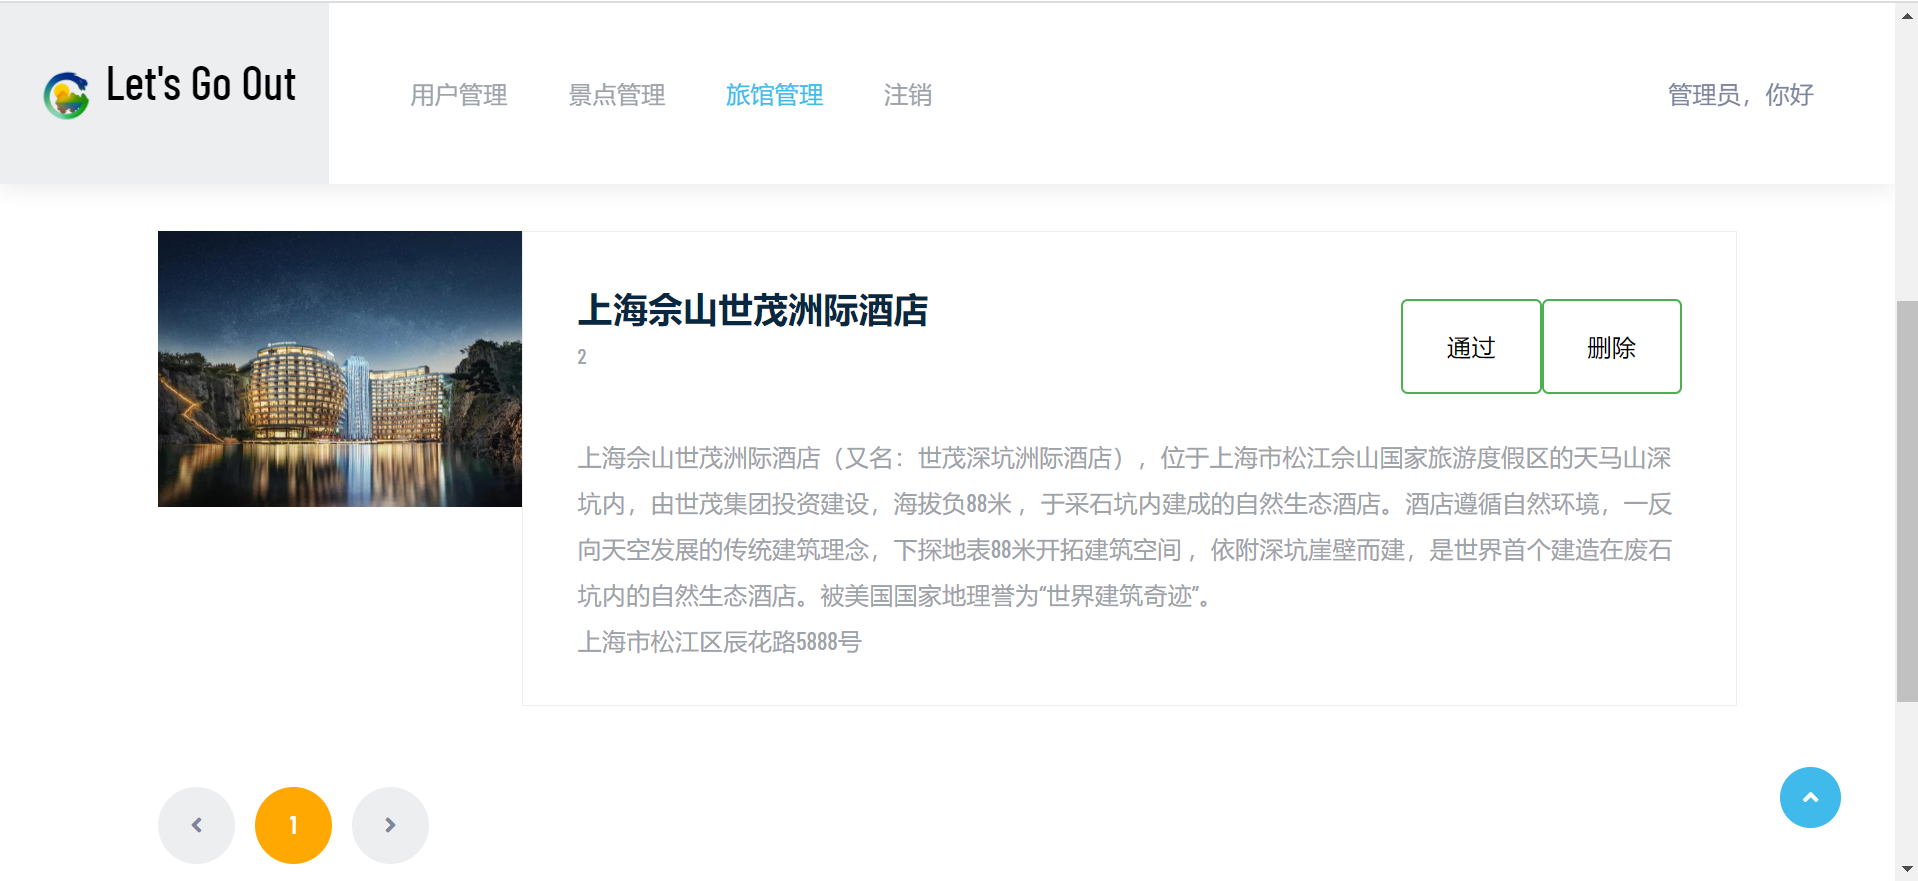 Let's Go Out
用户管理
景点管理
旅馆管理
注销
管理员，你好
上海佘山世茂洲际酒店
2
通过
删除
上海佘山世茂洲际酒店（又名：世茂深坑洲际酒店），位于上海市松江佘山国家旅游度假区的天马山深
坑内，由世茂集团投资建设，海拔负88米 ，于采石坑内建成的自然生态酒店。酒店遵循自然环境，一反
向天空发展的传统建筑理念，下探地表88米开拓建筑空间 ，依附深坑崖壁而建，是世界首个建造在废石
坑内的自然生态酒店。被美国国家地理誉为“世界建筑奇迹”。
上海市松江区辰花路5888号
1